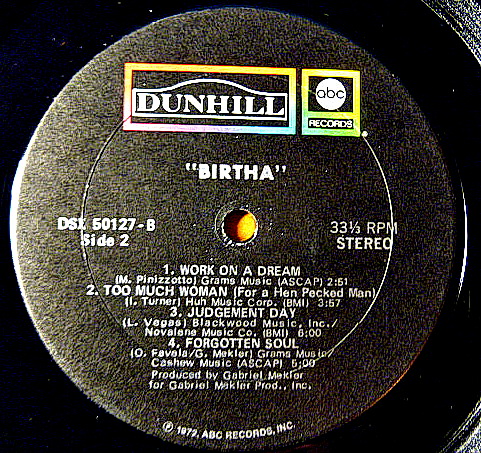 DUNHILL
abc
RECORDS
"BIRTHA"
DSX 50127-B
Side 2
33⅓ RPM
STEREO
1. WORK ON A DREAM
(M. Pinizzotto) Grams Music (ASCAP) 2:51
2. TOO MUCH WOMAN (For a Hen Pecked Man)
(I. Turner) Huh Music Corp. (BMI) 3:57
3. JUDGEMENT DAY
(L. Vegas) Blackwood Music, Inc./
Novalene Music Co. (BMI) 6:00
4. FORGOTTEN SOUL
(O. Favela/G. Mekler) Grams Music/
Cashew Music (ASCAP) 5:00
Produced by Gabriel Mekler
for Gabriel Mekler Prod., Inc.
℗ 1972, ABC RECORDS, INC.